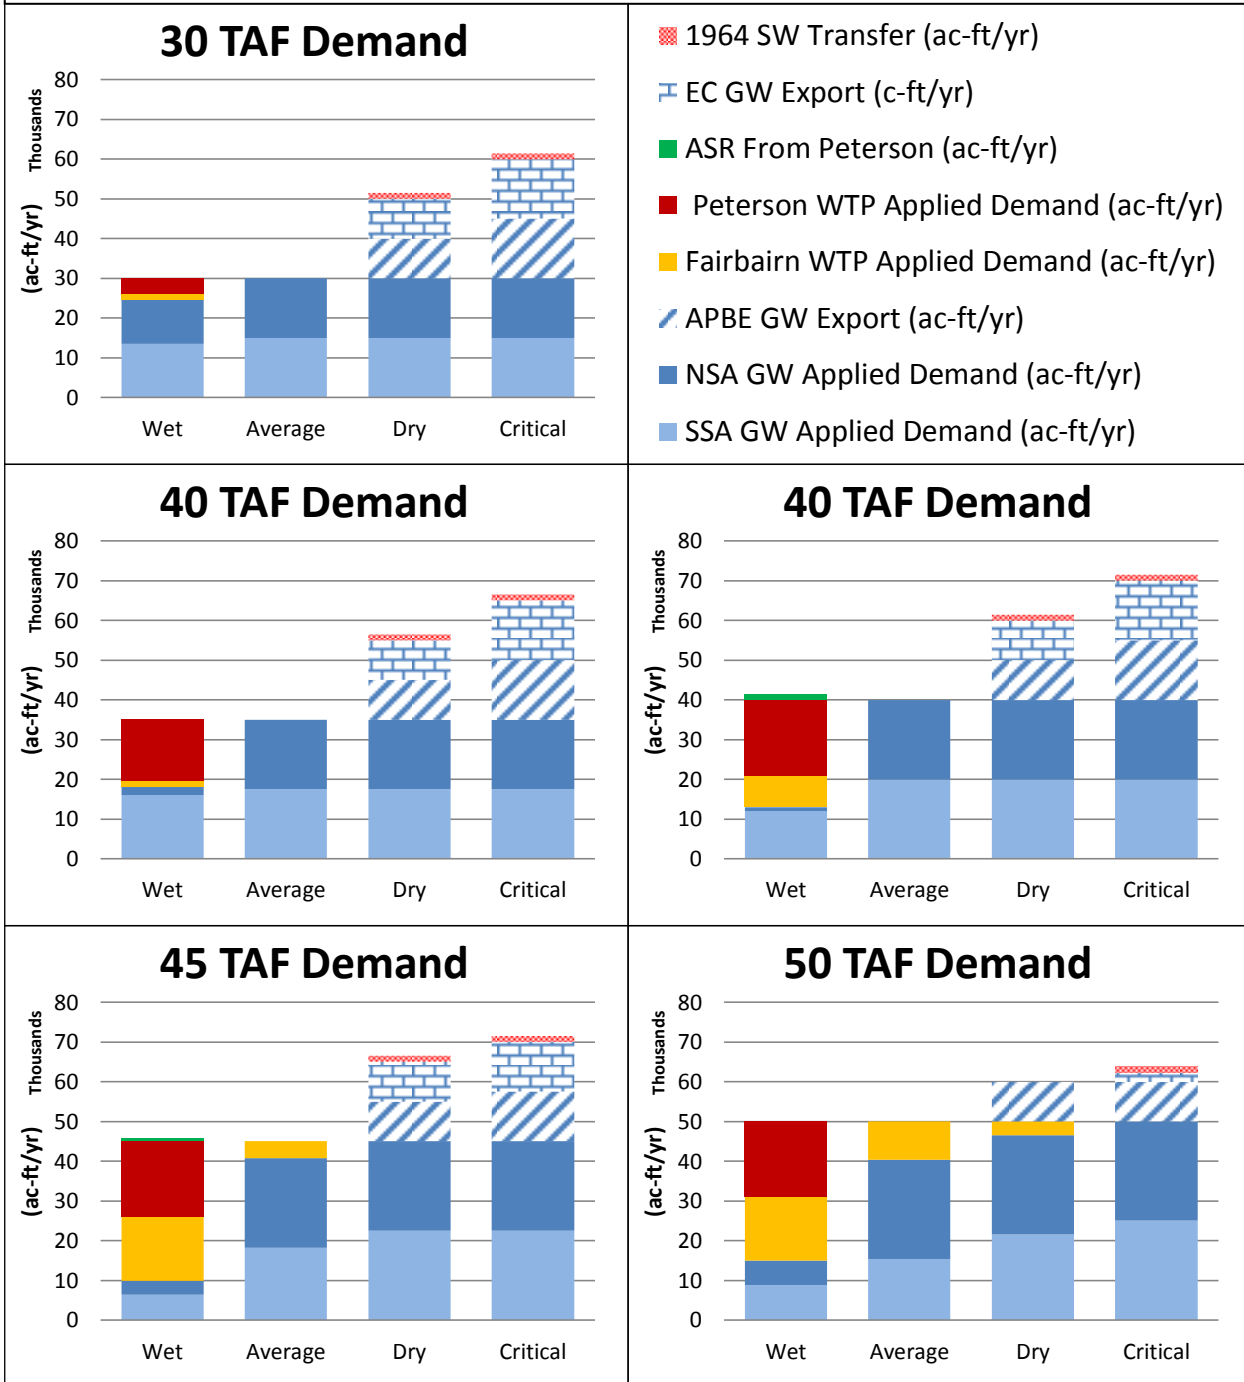 30 TAF Demand
80
70
60
50
40
30
20
10
0
Thousands
(ac-ft/yr)
Wet Average Dry Critical
1964 SW Transfer (ac-ft/yr)
EC GW Export (c-ft/yr)
ASR From Peterson (ac-ft/yr)
Peterson WTP Applied Demand (ac-ft/yr)
Fairbairn WTP Applied Demand (ac-ft/yr)
APBE GW Export (ac-ft/yr)
NSA GW Applied Demand (ac-ft/yr)
SSA GW Applied Demand (ac-ft/yr)
40 TAF Demand
80
70
60
50
40
30
20
10
0
Thousands
(ac-ft/yr)
Wet Average Dry Critical
40 TAF Demand
80
70
60
50
40
30
20
10
0
Thousands
(ac-ft/yr)
Wet Average Dry Critical
45 TAF Demand
80
70
60
50
40
30
20
10
0
Thousands
(ac-ft/yr)
Wet Average Dry Critical
50 TAF Demand
80
70
60
50
40
30
20
10
0
Thousands
(ac-ft/yr)
Wet Average Dry Critical